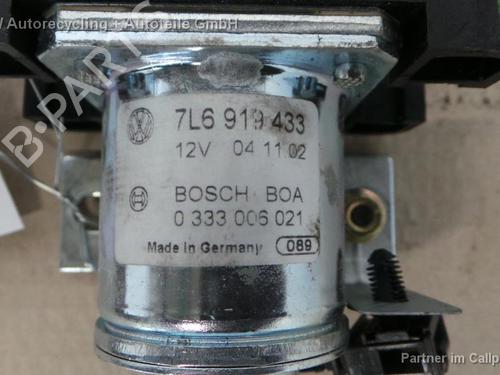 Autorecycling + Autoteile GmbH
B-PARTS
7L6 919 433
12V 04 11 02
BOSCH BOA
0 333 006 021
Made in Germany 089
Partner im Callp